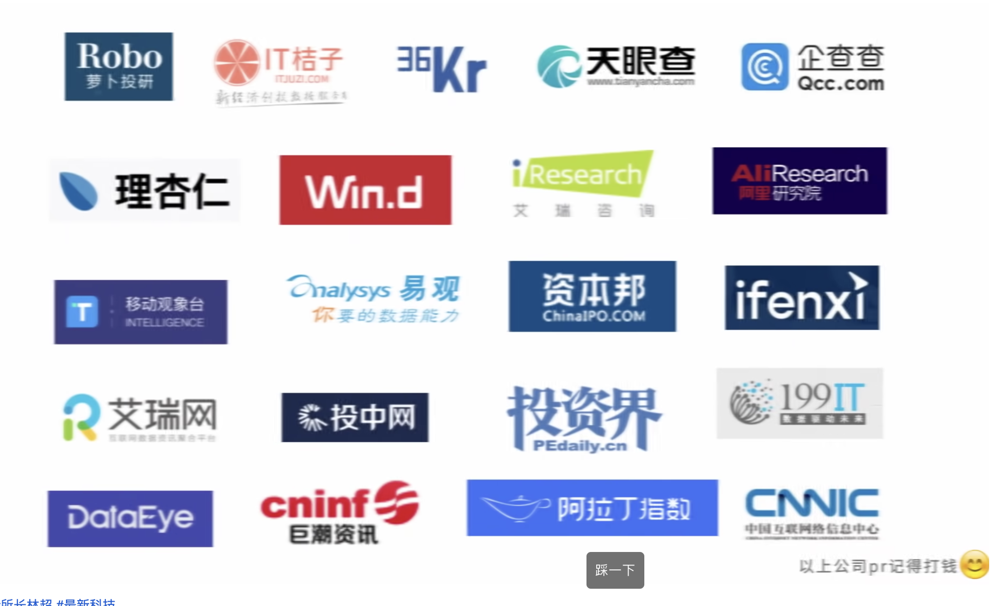 Robo
萝卜投研
IT桔子
ITJUZI.COM
新经济创投数据服务商
36Kr
天眼查
www.tianyancha.com
企查查
Qcc.com
理杏仁
Win.d
iResearch
艾瑞咨询
AliResearch
阿里研究院
T
移动观象台
INTELLIGENCE
analysys 易观
你要的数据能力
资本邦
ChinaIPO.COM
ifenxi
艾瑞网
互联网数据资讯聚合平台
投中网
投资界
PEdaily.cn
199IT
数据驱动未来
DataEye
cninf
巨潮资讯
阿拉丁指数
CNNIC
中国互联网络信息中心
CHINA INTERNET NETWORK INFORMATION CENTER
以上公司pr记得打钱😊
踩一下
所长林超 #最新科技